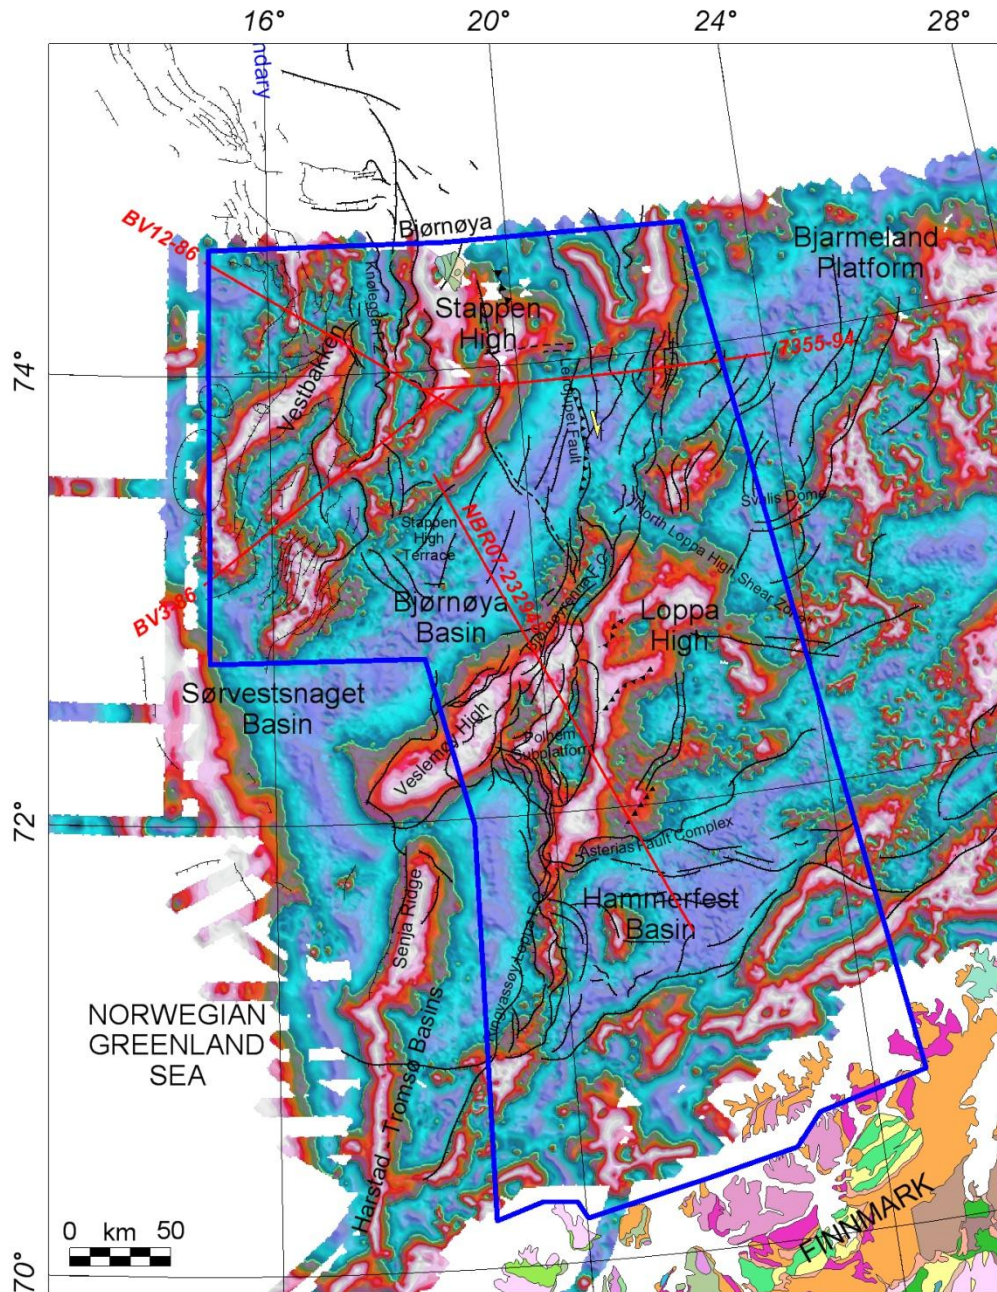 16°
20°
24°
28°
ndary
BV12-86
Bjørnøya
Bjarmeland
Platform
Knølegga F.Z
Stappen
High
74°
Vestbakken
7355-94
Leirdjupet Fault
Svalis Dome
Stappen
High
Terrace
NBR07-23294
North Loppa High Shear Zone
BV3-86
Bjørnøya
Basin
Loppa
High
Sørvestsnaget
Basin
Veslemøy High
Polhem
Subplatform
72°
Asterias Fault Complex
Senja Ridge
Hammerfest
Basin
NORWEGIAN
GREENLAND
SEA
Harstad - Tromsø Basins
0 km 50
FINNMARK
70°